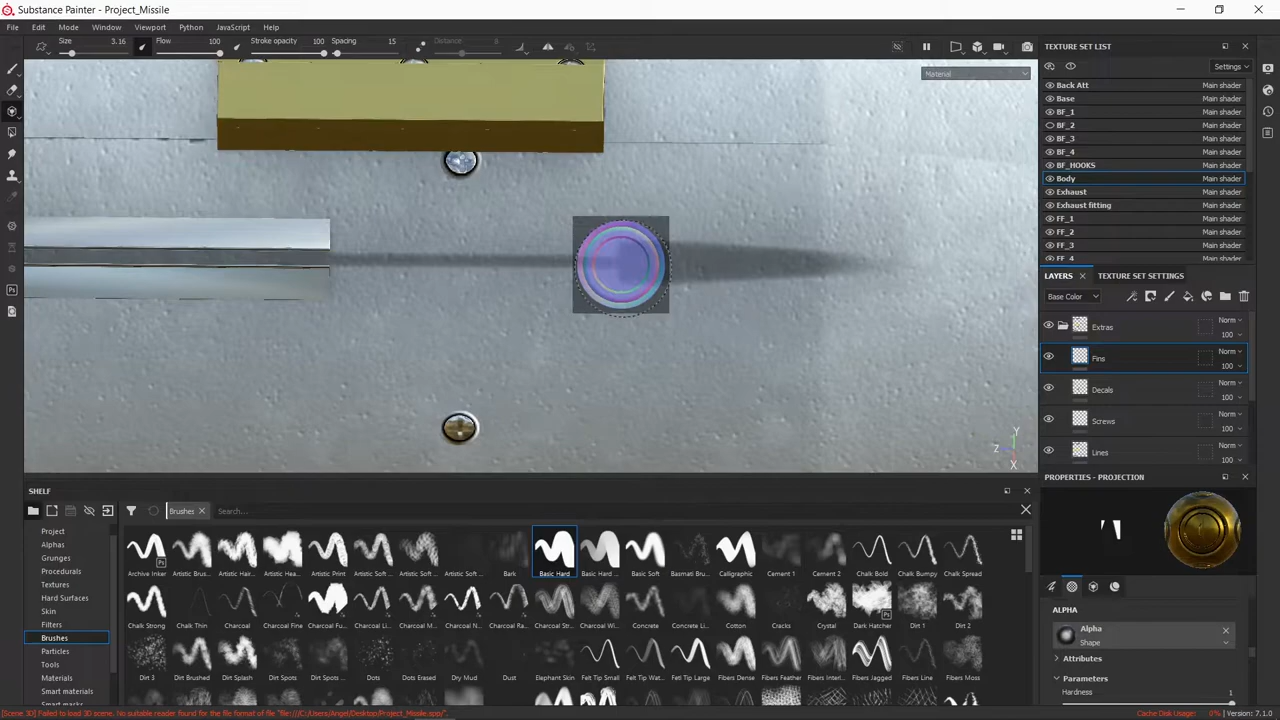 Substance Painter - Project_Missile
File Edit Mode Window Viewport Python JavaScript Help
Size 3.16 Flow 100 Stroke opacity 100 Spacing 15 Distance 8
Material
Y
Z
X
TEXTURE SET LIST
Settings
Back Att Main shader
Base Main shader
BF_1 Main shader
BF_2 Main shader
BF_3 Main shader
BF_4 Main shader
BF_HOOKS Main shader
Body Main shader
Exhaust Main shader
Exhaust fitting Main shader
FF_1 Main shader
FF_2 Main shader
FF_3 Main shader
FF_4 Main shader
LAYERS TEXTURE SET SETTINGS
Base Color
Extras Norm 100
Fins Norm 100
Decals Norm 100
Screws Norm 100
Lines Norm 100
PROPERTIES - PROJECTION
ALPHA
Alpha
Shape
Attributes
Parameters
Hardness 1
SHELF
Brushes Search...
Project
Alphas
Grunges
Procedurals
Textures
Hard Surfaces
Skin
Filters
Brushes
Particles
Tools
Materials
Smart materials
Archive Inker Artistic Brus... Artistic Hair... Artistic Hea... Artistic Print Artistic Soft ... Artistic Soft ... Artistic Soft ... Bark Basic Hard Basic Hard ... Basic Soft Basmati Bru... Calligraphic Cement 1 Cement 2 Chalk Bold Chalk Bumpy Chalk Spread
Chalk Strong Chalk Thin Charcoal Charcoal Fine Charcoal Fu... Charcoal Li... Charcoal M... Charcoal N... Charcoal Ra... Charcoal Str... Charcoal Wi... Concrete Concrete Li... Cotton Cracks Crystal Dark Hatcher Dirt 1 Dirt 2
Dirt 3 Dirt Brushed Dirt Splash Dirt Spots Dirt Spots ... Dots Dots Erased Dry Mud Dust Elephant Skin Felt Tip Small Felt Tip Wat... Felt Tip Large Fibers Dense Fibers Feather Fibers Inter... Fibers Jagged Fibers Line Fibers Moss
[Scene 3D] Failed to load 3D scene. No suitable reader found for the file format of file "file:///C:/Users/Angel/Desktop/Project_Missile.spp/". Cache Disk Usage: 0% | Version: 7.1.0